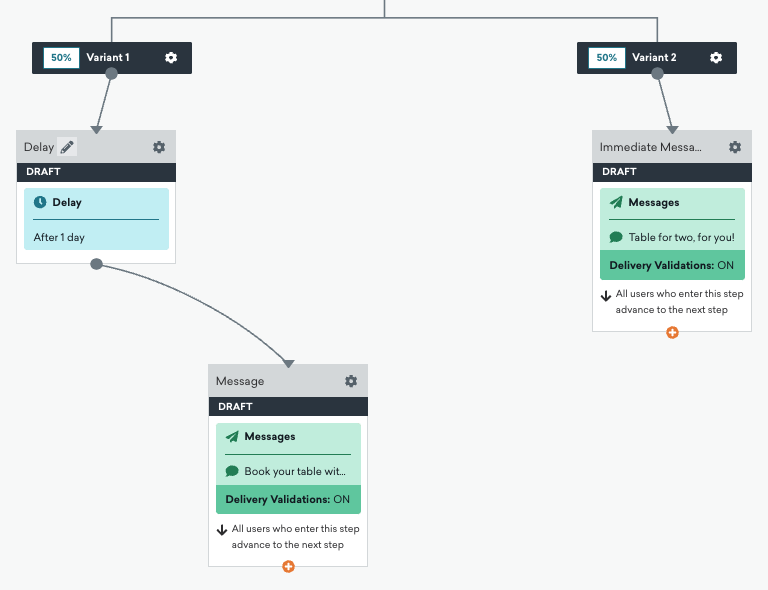 50% Variant 1
50% Variant 2
Delay
DRAFT
Delay
After 1 day
Immediate Messa...
DRAFT
Messages
Table for two, for you!
Delivery Validations: ON
All users who enter this step
advance to the next step
Message
DRAFT
Messages
Book your table wit...
Delivery Validations: ON
All users who enter this step
advance to the next step